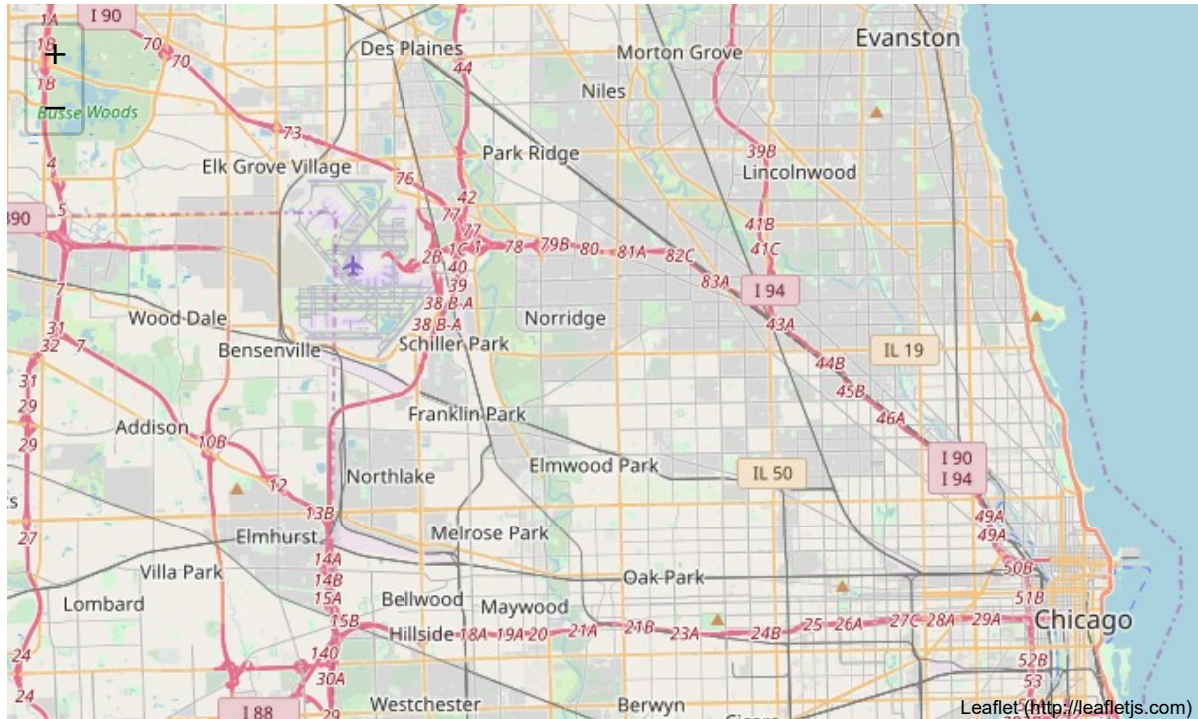 I 90
1A
Des Plaines
Morton Grove
Evanston
+
1B
70
70
44
1B
Niles
−
Busse Woods
73
39B
Park Ridge
4
Elk Grove Village
76
Lincolnwood
42
5
77
77
41B
2B
1C
1
78
79B
80
81A
82C
41C
40
7
39
83A
I 94
38 B-A
Wood Dale
Norridge
43A
38 B-A
31
7
Schiller Park
32
Bensenville
IL 19
44B
31
45B
29
Franklin Park
46A
Addison
10B
29
I 90
I 94
Elmwood Park
IL 50
Northlake
12
13B
49A
27
Elmhurst
Melrose Park
49A
14A
50B
Villa Park
14B
Oak Park
15A
51B
Lombard
Bellwood
Maywood
15B
Hillside
18A
19A
20
21A
21B
23A
24B
25
26A
27C
28A
29A
Chicago
24
140
52B
30A
53
24
Westchester
Berwyn
I 88
29
Leaflet (http://leafletjs.com)